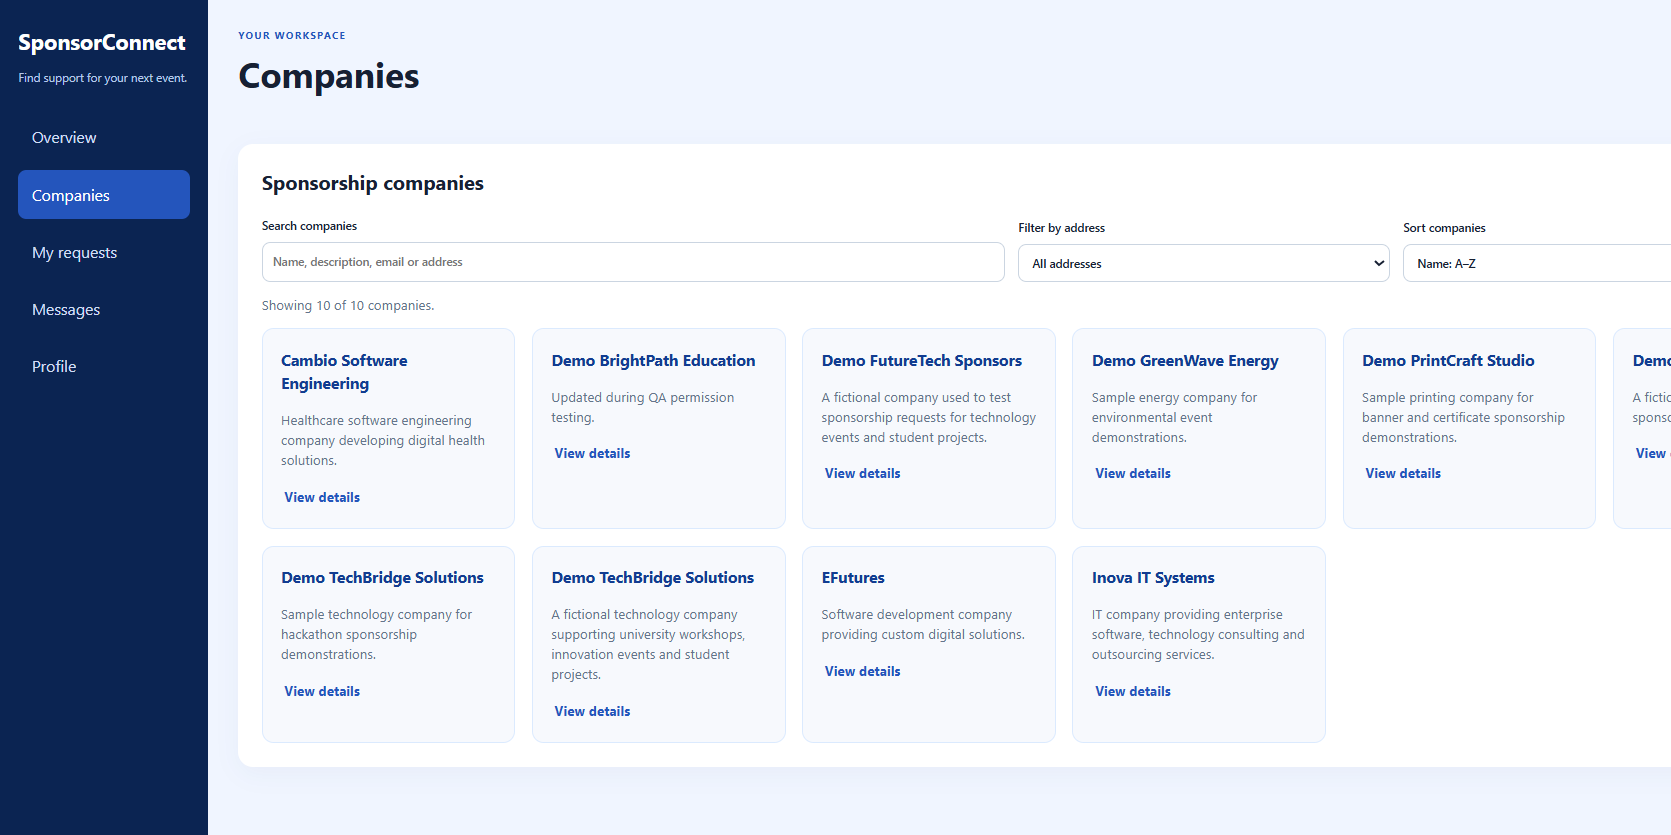 SponsorConnect
Find support for your next event.
Overview
Companies
My requests
Messages
Profile
YOUR WORKSPACE
Companies
Sponsorship companies
Search companies
Name, description, email or address
Filter by address
All addresses
Sort companies
Name: A–Z
Showing 10 of 10 companies.
Cambio Software
Engineering
Healthcare software engineering
company developing digital health
solutions.
View details
Demo BrightPath Education
Updated during QA permission
testing.
View details
Demo FutureTech Sponsors
A fictional company used to test
sponsorship requests for technology
events and student projects.
View details
Demo GreenWave Energy
Sample energy company for
environmental event
demonstrations.
View details
Demo PrintCraft Studio
Sample printing company for
banner and certificate sponsorship
demonstrations.
View details
A
View
Demo TechBridge Solutions
Sample technology company for
hackathon sponsorship
demonstrations.
View details
Demo TechBridge Solutions
A fictional technology company
supporting university workshops,
innovation events and student
projects.
View details
EFutures
Software development company
providing custom digital solutions.
View details
Inova IT Systems
IT company providing enterprise
software, technology consulting and
outsourcing services.
View details